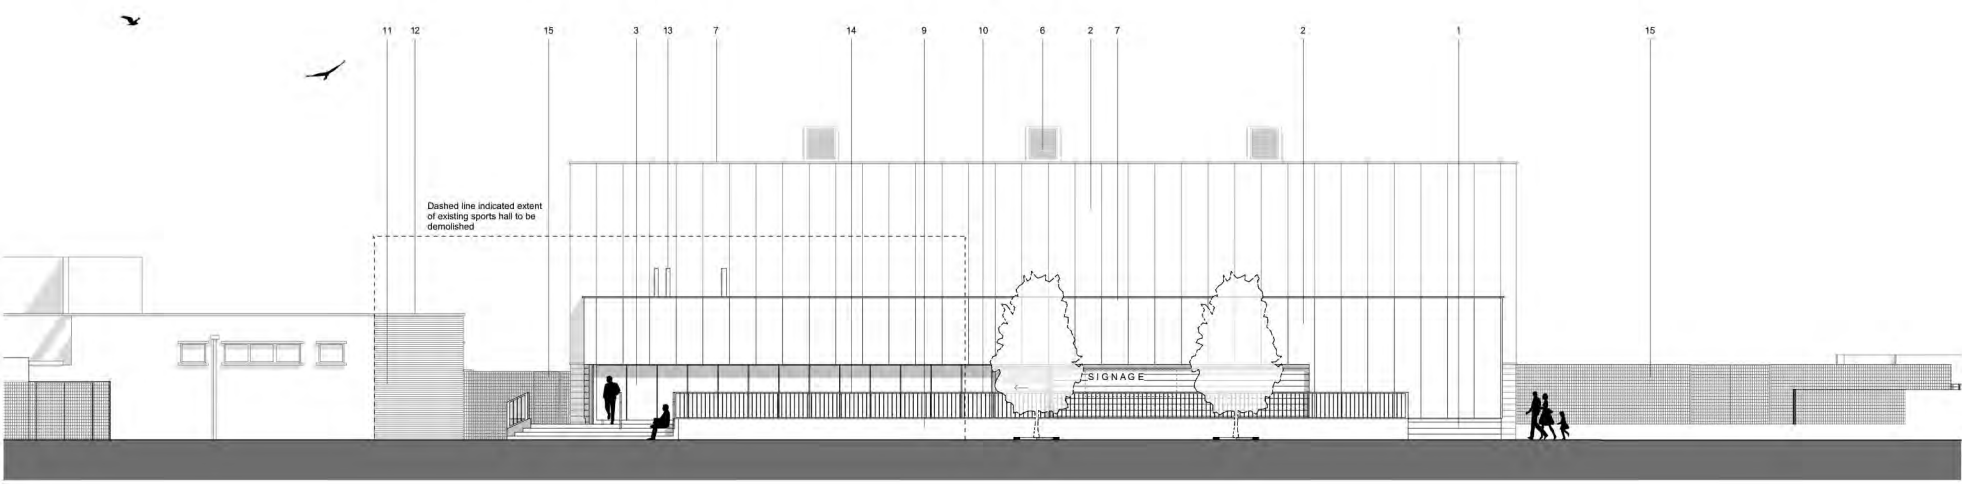 11 12 15 3 13 7 14 9 10 6 2 7 2 1 15
Dashed line indicated extent
of existing sports hall to be
demolished
SIGNAGE